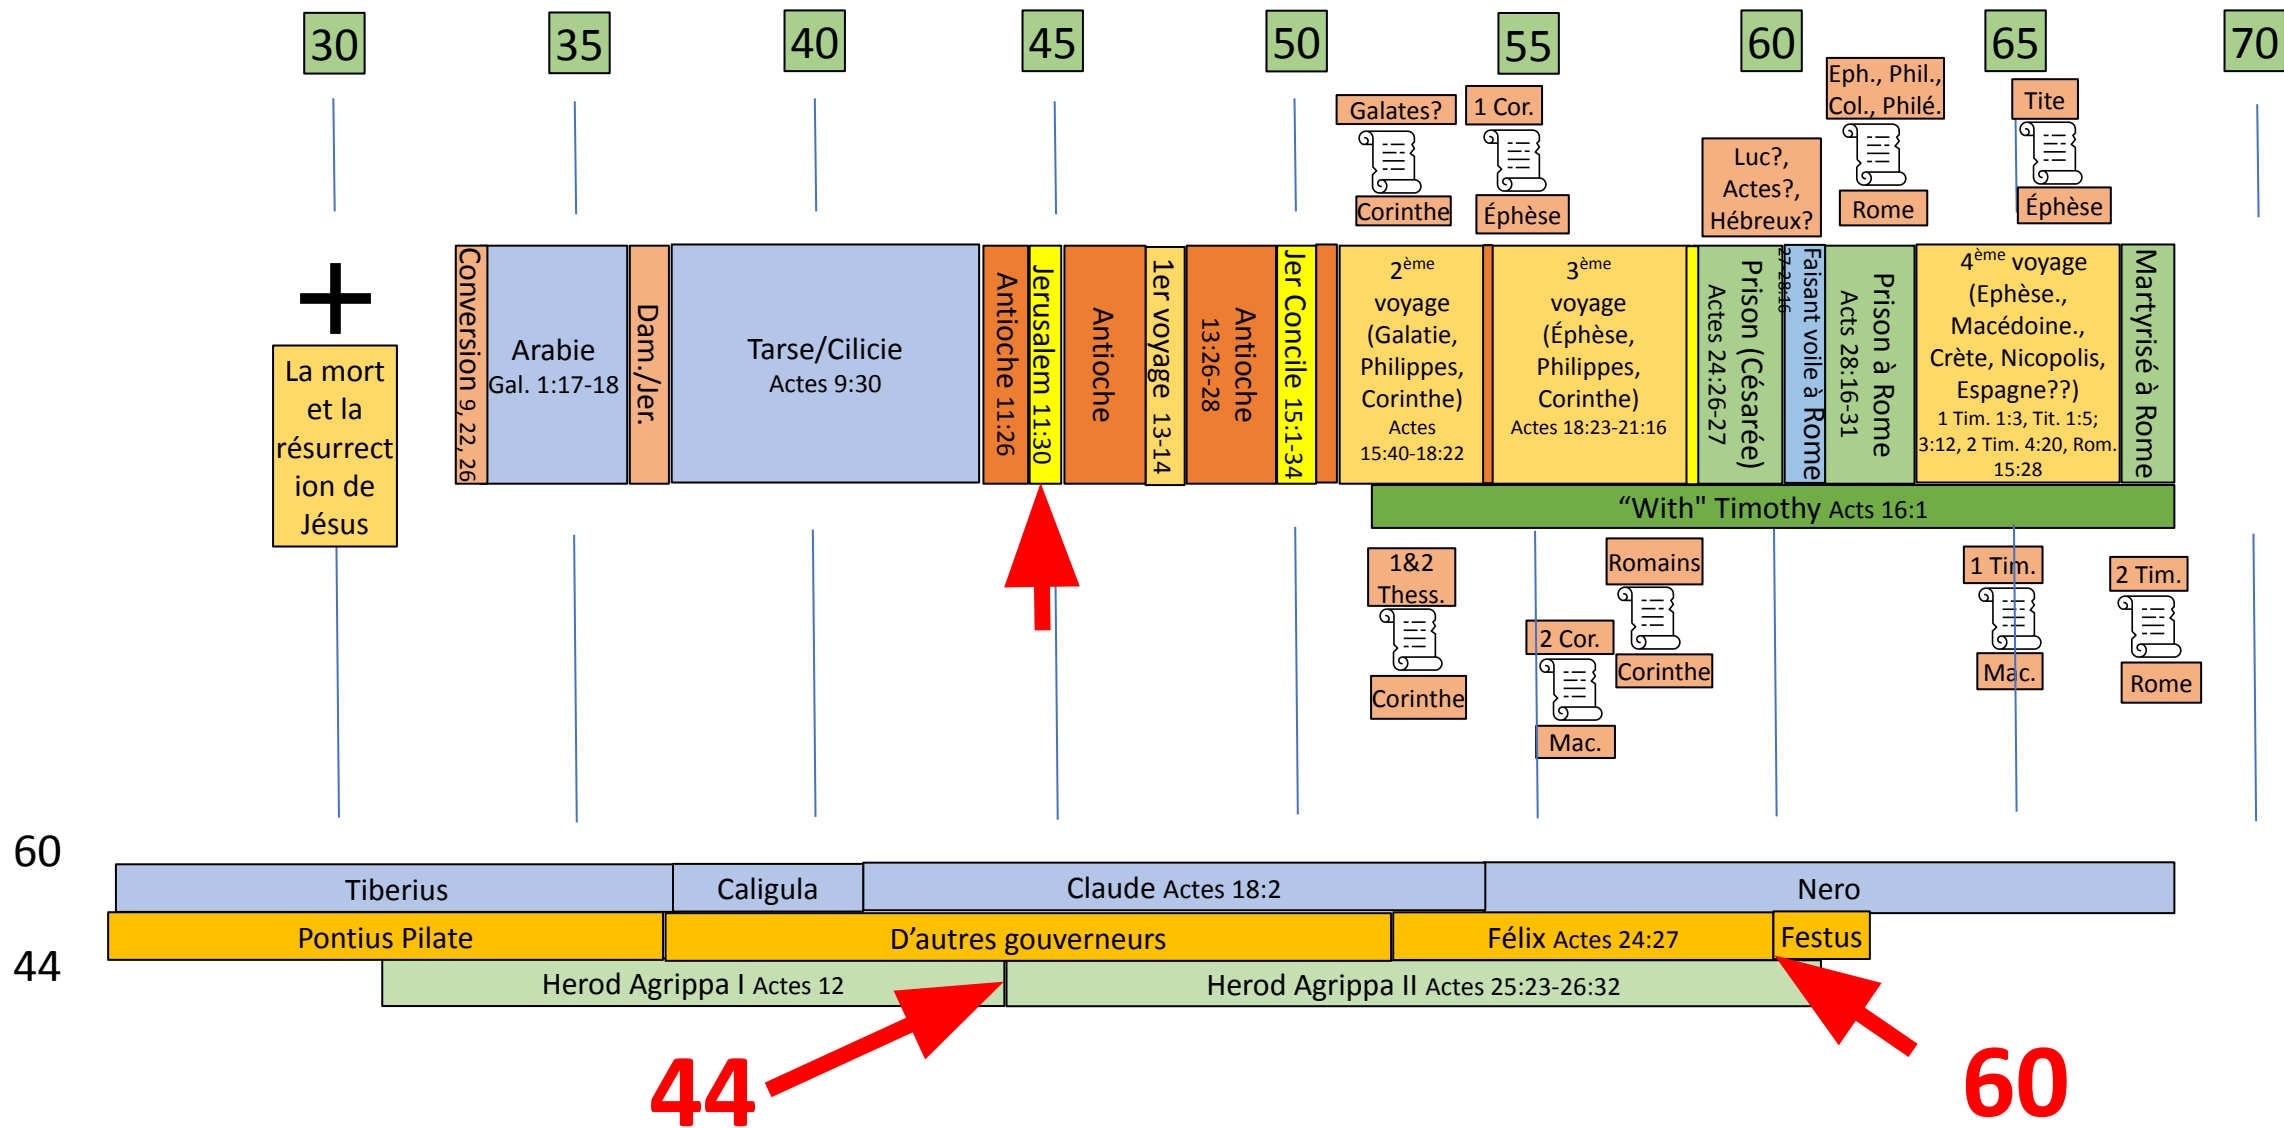 30
35
40
45
50
55
60
65
70
Galates?
Corinthe
1 Cor.
Éphèse
Luc?,
Actes?,
Hébreux?
Eph., Phil.,
Col., Philé.
Rome
Tite
Éphèse
La mort
et la
résurrect
ion de
Jésus
Conversion 9, 22, 26
Arabie
Gal. 1:17-18
Dam./Jer.
Tarse/Cilicie
Actes 9:30
Antioche 11:26
Jerusalem 11:30
Antioche
1er voyage 13-14
Antioche
13:26-28
Jer Concile 15:1-34
2ème
voyage
(Galatie,
Philippes,
Corinthe)
Actes
15:40-18:22
3ème
voyage
(Éphèse,
Philippes,
Corinthe)
Actes 18:23-21:16
Prison (Césarée)
Actes 24:26-27
Faisant voile à Rome
27-28:16
Prison à Rome
Acts 28:16-31
4ème voyage
(Ephèse.,
Macédoine.,
Crète, Nicopolis,
Espagne??)
1 Tim. 1:3, Tit. 1:5;
3:12, 2 Tim. 4:20, Rom.
15:28
Martyrisé à Rome
“With" Timothy Acts 16:1
1&2
Thess.
Corinthe
2 Cor.
Mac.
Romains
Corinthe
1 Tim.
Mac.
2 Tim.
Rome
60
Tiberius
Caligula
Claude Actes 18:2
Nero
Pontius Pilate
D’autres gouverneurs
Félix Actes 24:27
Festus
44
Herod Agrippa I Actes 12
Herod Agrippa II Actes 25:23-26:32
44
60